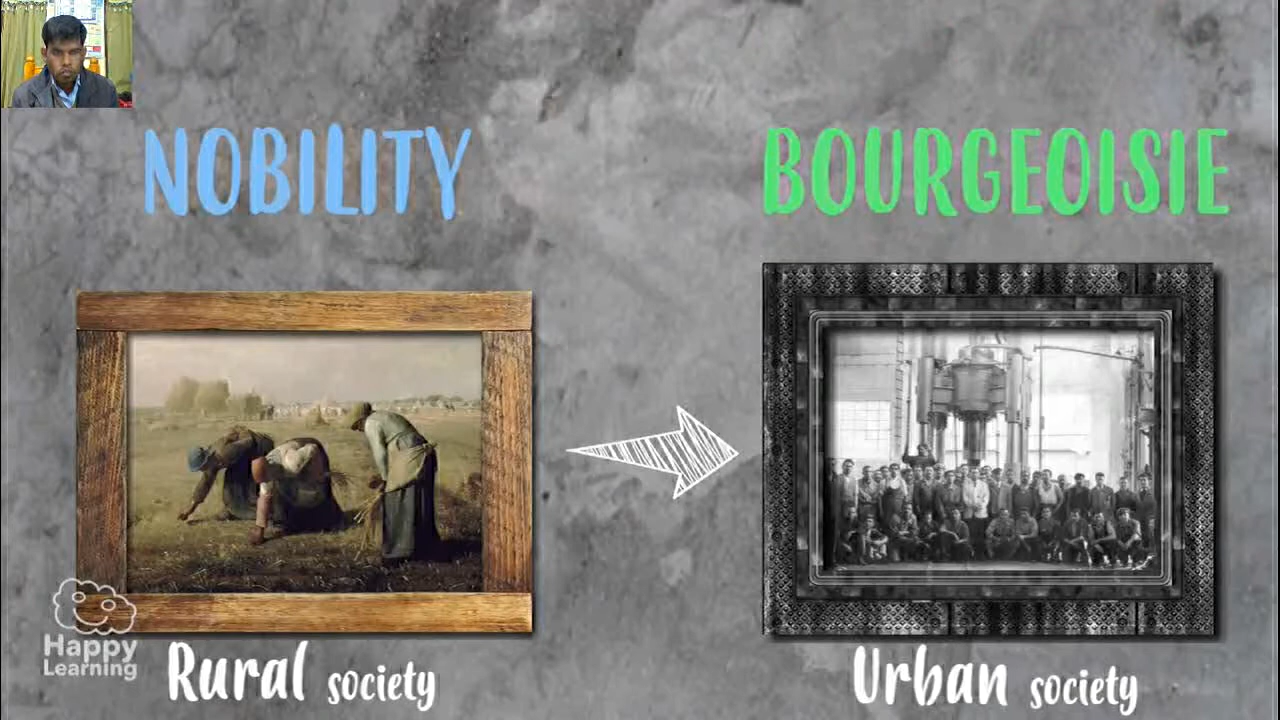 NOBILITY
BOURGEOISIE
Happy
Learning
Rural society
Urban society